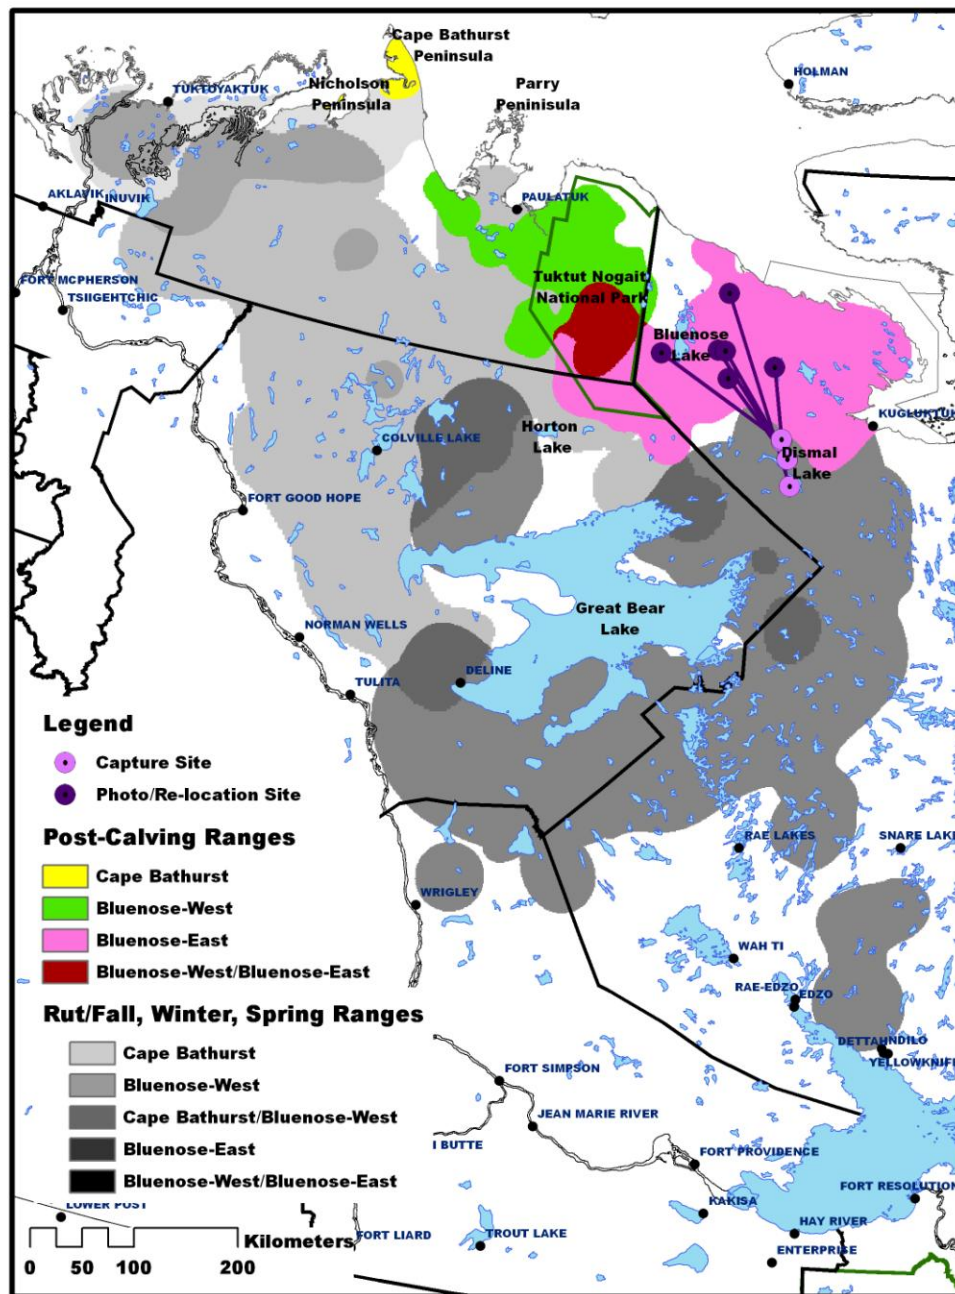 Cape Bathurst
Peninsula
HOLMAN
TUKTOYAKTUK
Nicholson
Peninsula
Parry
Peninisula
AKLAVIK
INUVIK
PAULATUK
FORT MCPHERSON
TSIIGEHTCHIC
Tuktut Nogait
National Park
Bluenose
Lake
KUGLUKTUK
COLVILLE LAKE
Horton
Lake
Dismal
Lake
FORT GOOD HOPE
Great Bear
Lake
NORMAN WELLS
TULITA
DELINE
Legend
Capture Site
Photo/Re-location Site
Post-Calving Ranges
Cape Bathurst
Bluenose-West
Bluenose-East
Bluenose-West/Bluenose-East
RAE LAKES
SNARE LAKE
WRIGLEY
WAH TI
RAE-EDZO
EDZO
DETTAH
NDILO
YELLOWKNIFE
Rut/Fall, Winter, Spring Ranges
Cape Bathurst
Bluenose-West
Cape Bathurst/Bluenose-West
Bluenose-East
Bluenose-West/Bluenose-East
FORT SIMPSON
JEAN MARIE RIVER
I BUTTE
FORT PROVIDENCE
FORT RESOLUTION
KAKISA
HAY RIVER
ENTERPRISE
LOWER POST
FORT LIARD
TROUT LAKE
Kilometers
0 50 100 200